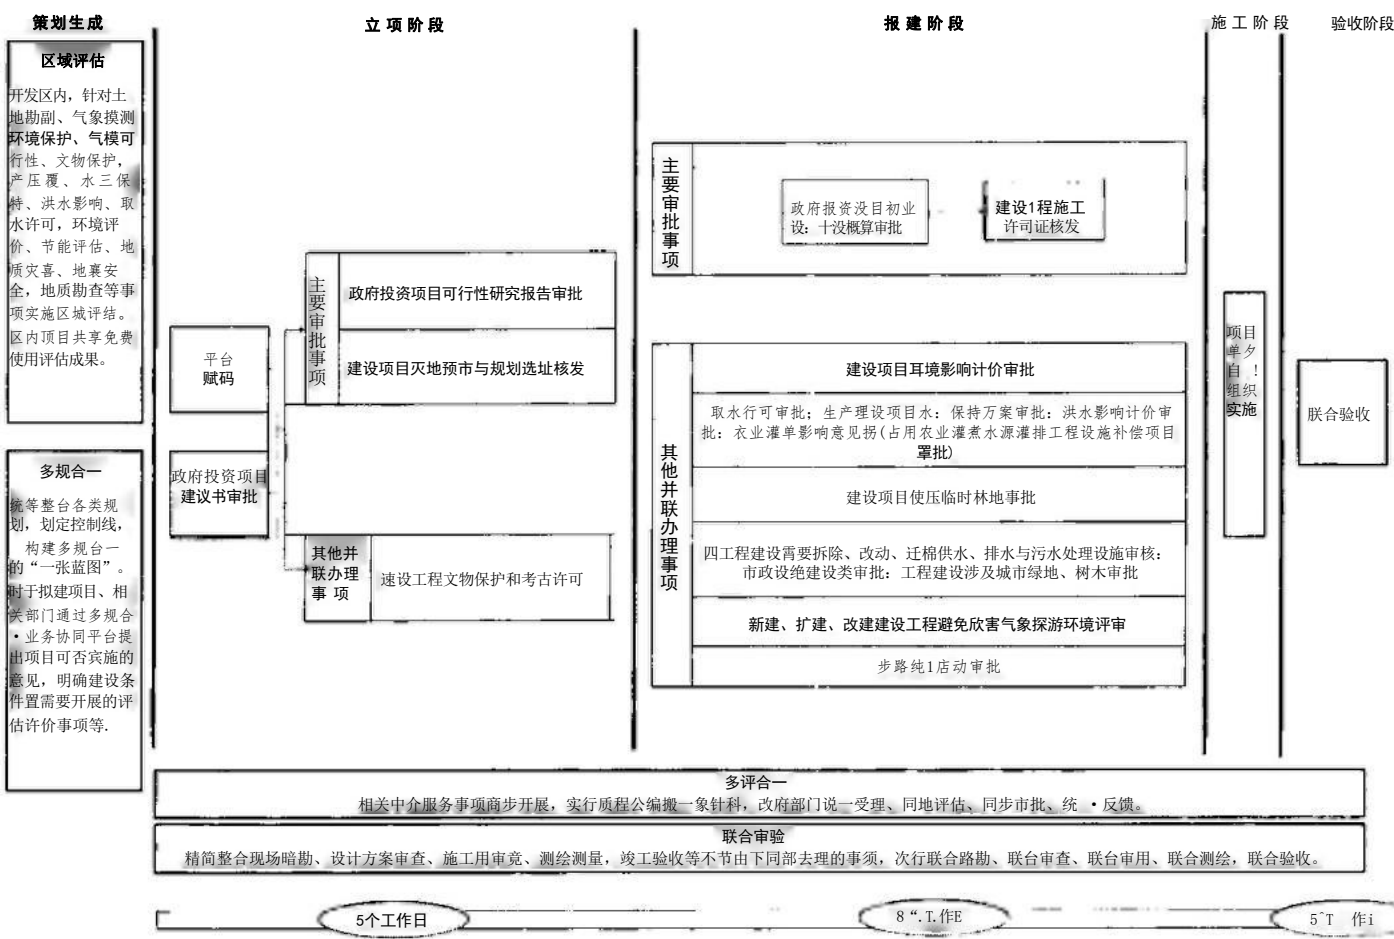 策划生成
立项阶段
报建阶段
施工阶段
验收阶段
区域评估
开发区内，针对土
地勘副、气象摸测
环境保护、气模可
行性、文物保护，
产压覆、水三保
特、洪水影响、取
水许可，环境评
价、节能评估、地
质灾喜、地襄安
全，地质勘查等事
项实施区城评结。
区内项目共享免费
使用评估成果。
多规合一
统等整台各类规
划，划定控制线，
构建多规台一
的“一张蓝图”。
时于拟建项目、相
关部门通过多规合
•业务协同平台提
出项目可否宾施的
意见，明确建设条
件置需要开展的评
估许价事项等.
平台
赋码
政府投资项目
建议书审批
主要审批事项
政府投资项目可行性研究报告审批
建设项目灭地预市与规划选址核发
其他并
联办理
事 项
速设工程文物保护和考古许可
主要审批事项
政府报资没目初业
设：十没概算审批
建设1程施工
许可证核发
其他并联办理事项
建设项目耳境影响计价审批
取水行可审批；生产理设项目水：保持万案审批：洪水影响计价审
批：衣业灌单影响意见拐(占用农业灌煮水源灌排工程设施补偿项目
罩批)
建设项目使压临时林地事批
四工程建设霄要拆除、改动、迁棉供水、排水与污水处理设施审核：
市政设绝建设类审批：工程建设涉及城市绿地、树木审批
新建、扩建、改建建设工程避免欣害气象探游环境评审
步路纯1店动审批
项目
单夕
自！
组织
实施
联合验收
多评合一
相关中介服务事项商步开展，实行质程公编搬一象针科，改府部门说一受理、同地评估、同步市批、统 •反馈。
联合审验
精简整合现场暗勘、设计方案审查、施工用审竟、测绘测量，竣工验收等不节由下同部去理的事须，次行联合路勘、联台审查、联台审用、联合测绘，联合验收。
5个工作日
8“.T.作E
5^T 作i